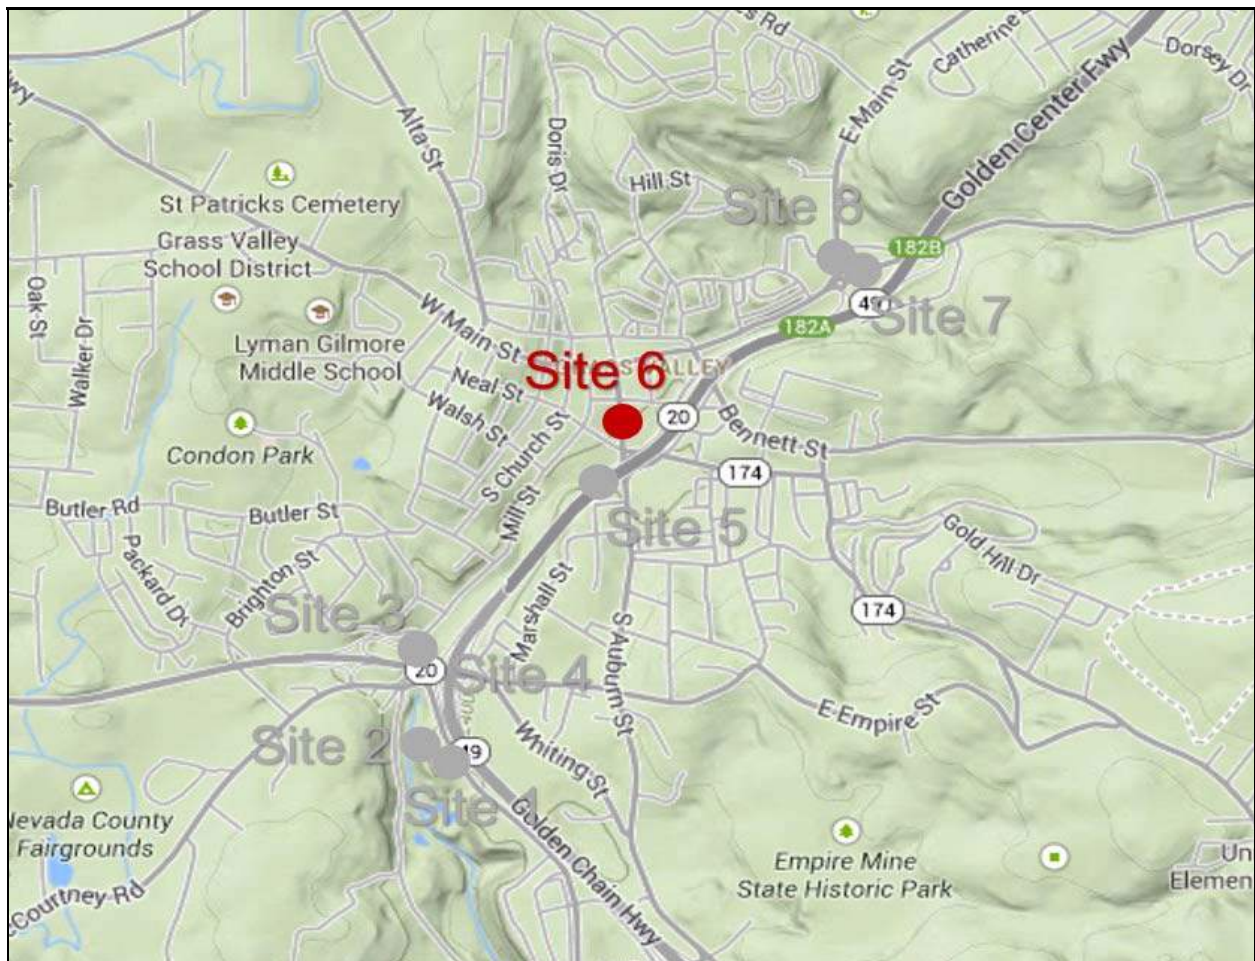 E Main St
Catherine
Dorsey Dr
Golden Center Fwy
Alta St
Doris Dr
Hill St
St Patricks Cemetery
Site 8
Grass Valley
School District
182B
Oak St
Walker Dr
49
Site 7
182A
W Main St
Lyman Gilmore
Middle School
Site 6
Neal St
Walsh St
20
Bennett St
S Church St
Condon Park
174
Mill St
Butler Rd
Butler St
Site 5
Gold Hill Dr
Packard Dr
Brighton St
Marshall St
Site 3
174
S Auburn St
20
Site 4
E Empire St
Site 2
49
Whiting St
Site 1
Golden Chain Hwy
Nevada County
Fairgrounds
Empire Mine
State Historic Park
Un
Elemen
cCourtney Rd